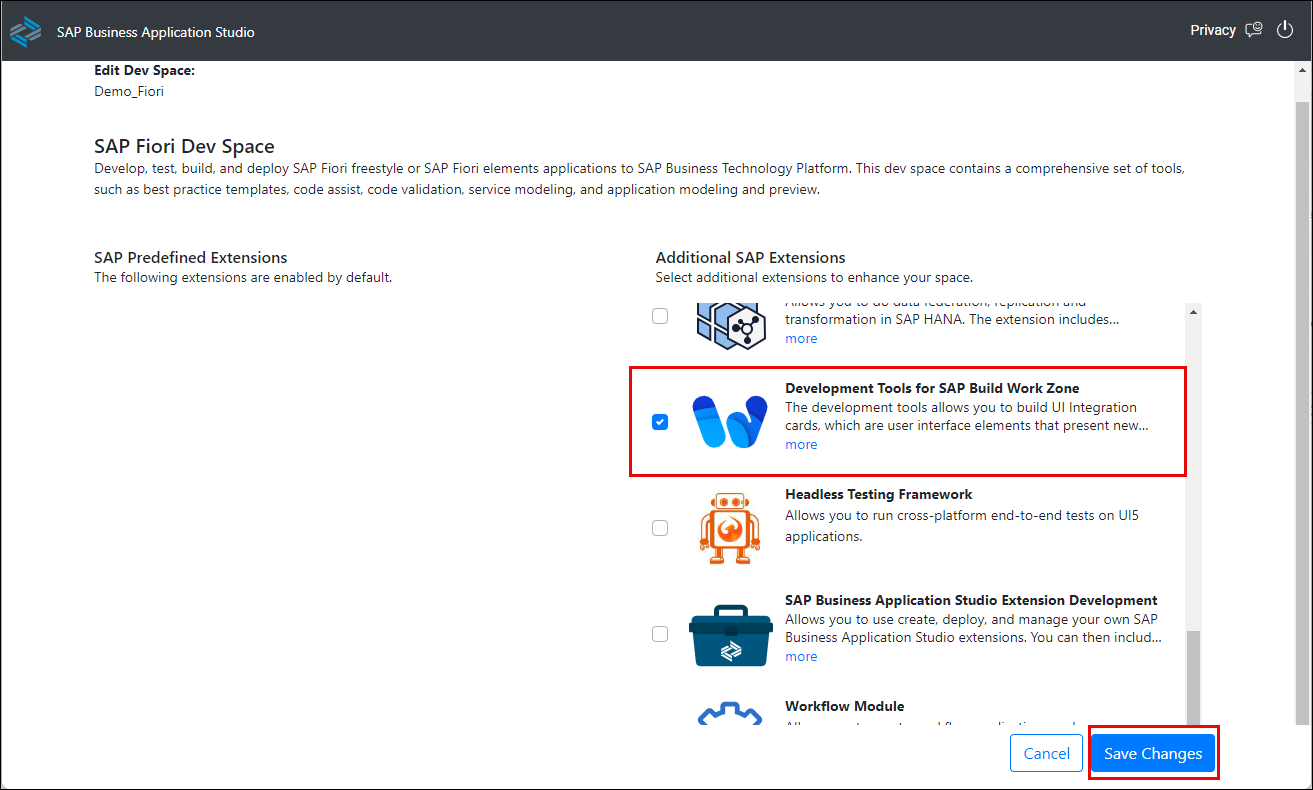 SAP Business Application Studio
Privacy
Edit Dev Space:
Demo_Fiori
SAP Fiori Dev Space
Develop, test, build, and deploy SAP Fiori freestyle or SAP Fiori elements applications to SAP Business Technology Platform. This dev space contains a comprehensive set of tools,
such as best practice templates, code assist, code validation, service modeling, and application modeling and preview.
SAP Predefined Extensions
The following extensions are enabled by default.
Additional SAP Extensions
Select additional extensions to enhance your space.
Allows you to do data federation, replication and
transformation in SAP HANA. The extension includes...
more
Development Tools for SAP Build Work Zone
The development tools allows you to build UI Integration
cards, which are user interface elements that present new...
more
Headless Testing Framework
Allows you to run cross-platform end-to-end tests on UI5
applications.
SAP Business Application Studio Extension Development
Allows you to use create, deploy, and manage your own SAP
Business Application Studio extensions. You can then includ...
more
Workflow Module
Cancel
Save Changes